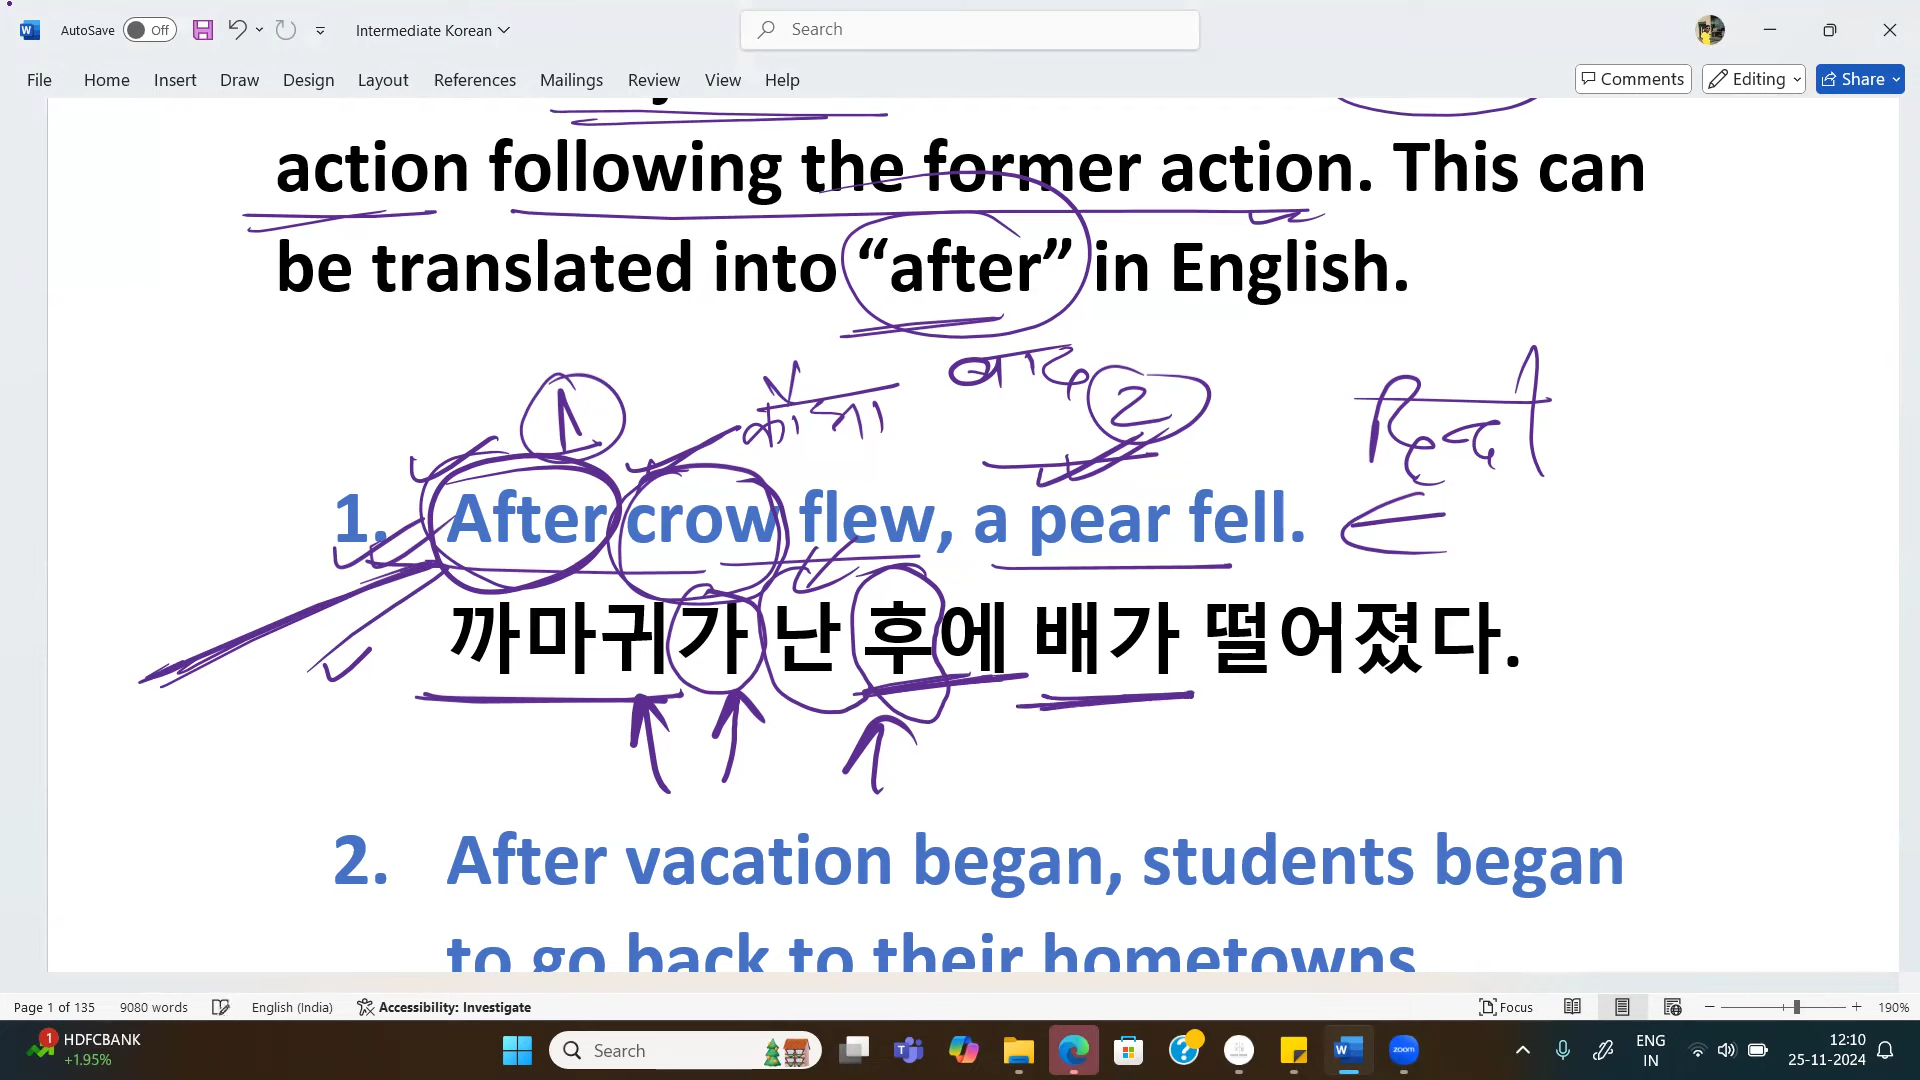 AutoSave Off Intermediate Korean Search
File Home Insert Draw Design Layout References Mailings Review View Help Comments Editing Share
action following the former action. This can
be translated into “after” in English.
1 बाद 2
1. After crow flew, a pear fell.
까마귀가 난 후에 배가 떨어졌다.
2. After vacation began, students began
to go back to their hometowns
Page 1 of 135 9080 words English (India) Accessibility: Investigate Focus 190%
1 HDFCBANK
+1.95%
Search
zoom
ENG
IN
12:10
25-11-2024